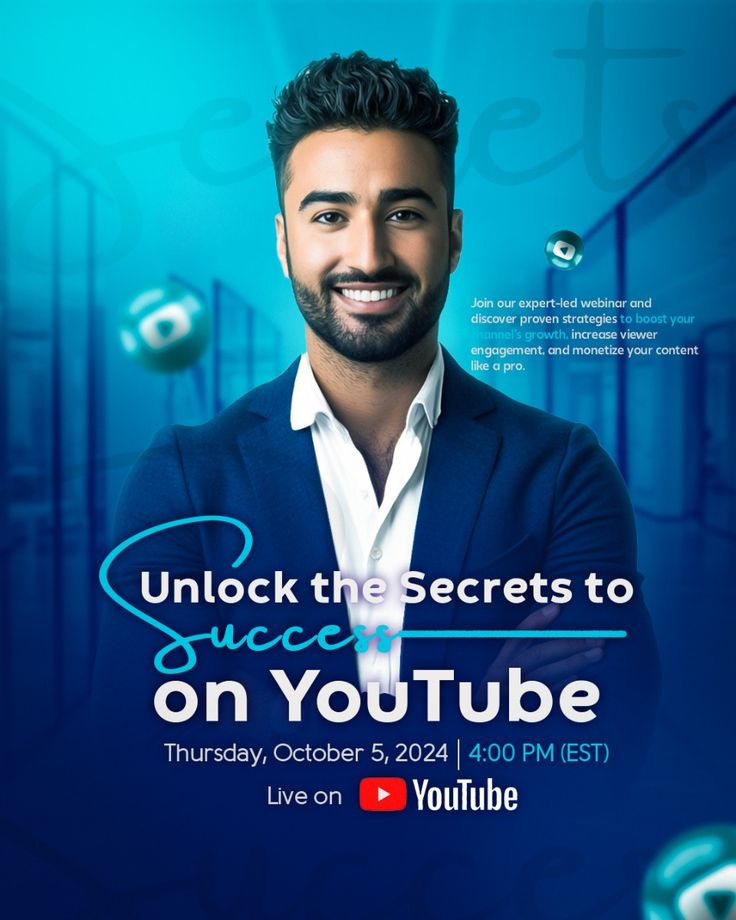 Secrets
Join our expert-led webinar and
discover proven strategies to boost your
channel's growth, increase viewer
engagement, and monetize your content
like a pro.
Unlock the Secrets to
Success
on YouTube
Thursday, October 5, 2024 | 4:00 PM (EST)
Live on YouTube
Success